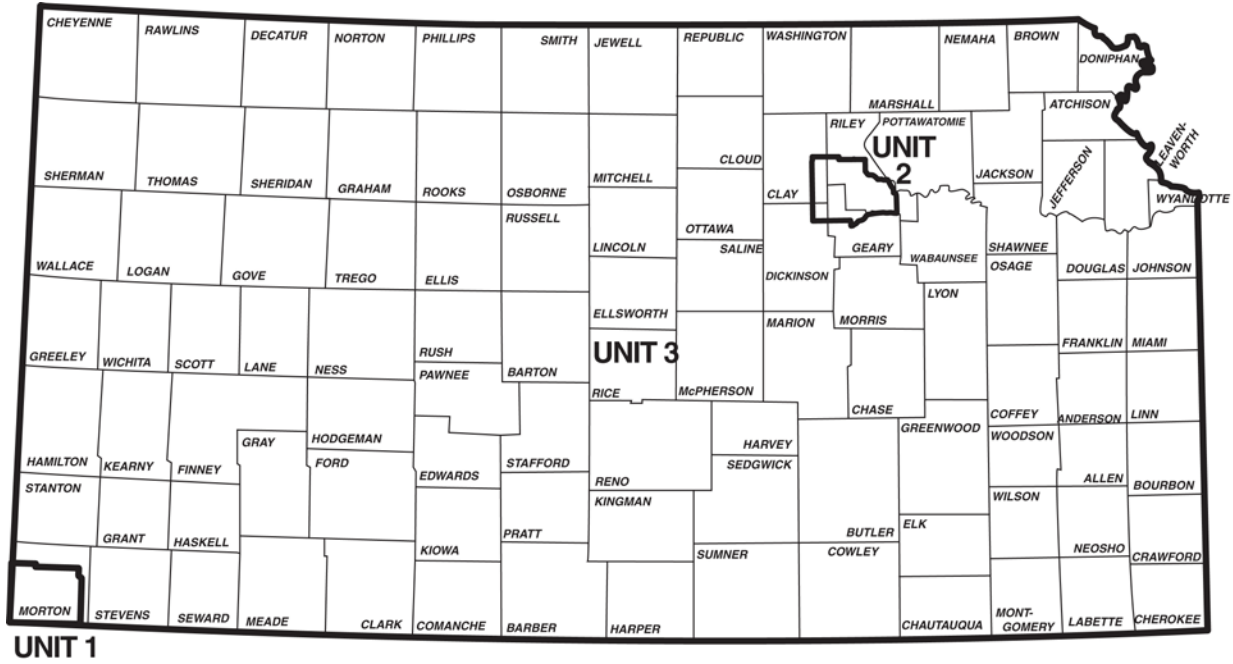 CHEYENNE
RAWLINS
DECATUR
NORTON
PHILLIPS
SMITH
JEWELL
REPUBLIC
WASHINGTON
MARSHALL
NEMAHA
BROWN
DONIPHAN
SHERMAN
THOMAS
SHERIDAN
GRAHAM
ROOKS
OSBORNE
MITCHELL
CLOUD
CLAY
RILEY
POTTAWATOMIE
UNIT
2
JACKSON
ATCHISON
JEFFERSON
LEAVEN-
WORTH
WYANDOTTE
WALLACE
LOGAN
GOVE
TREGO
ELLIS
RUSSELL
LINCOLN
OTTAWA
SALINE
DICKINSON
GEARY
WABAUNSEE
SHAWNEE
OSAGE
DOUGLAS
JOHNSON
GREELEY
WICHITA
SCOTT
LANE
NESS
RUSH
PAWNEE
BARTON
ELLSWORTH
UNIT 3
RICE
McPHERSON
MARION
MORRIS
LYON
CHASE
COFFEY
FRANKLIN
MIAMI
ANDERSON
LINN
HAMILTON
KEARNY
FINNEY
GRAY
HODGEMAN
FORD
EDWARDS
STAFFORD
RENO
KINGMAN
HARVEY
SEDGWICK
GREENWOOD
WOODSON
ALLEN
BOURBON
STANTON
GRANT
HASKELL
KIOWA
PRATT
SUMNER
BUTLER
COWLEY
ELK
WILSON
NEOSHO
CRAWFORD
MORTON
STEVENS
SEWARD
MEADE
CLARK
COMANCHE
BARBER
HARPER
CHAUTAUQUA
MONT-
GOMERY
LABETTE
CHEROKEE
UNIT 1